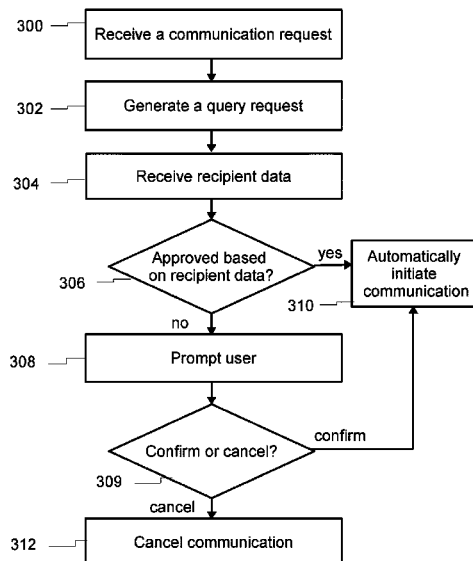 300
Receive a communication request
302
Generate a query request
304
Receive recipient data
Approved based
on recipient data?
306
yes
Automatically
initiate
communication
310
no
308
Prompt user
Confirm or cancel?
309
confirm
cancel
312
Cancel communication